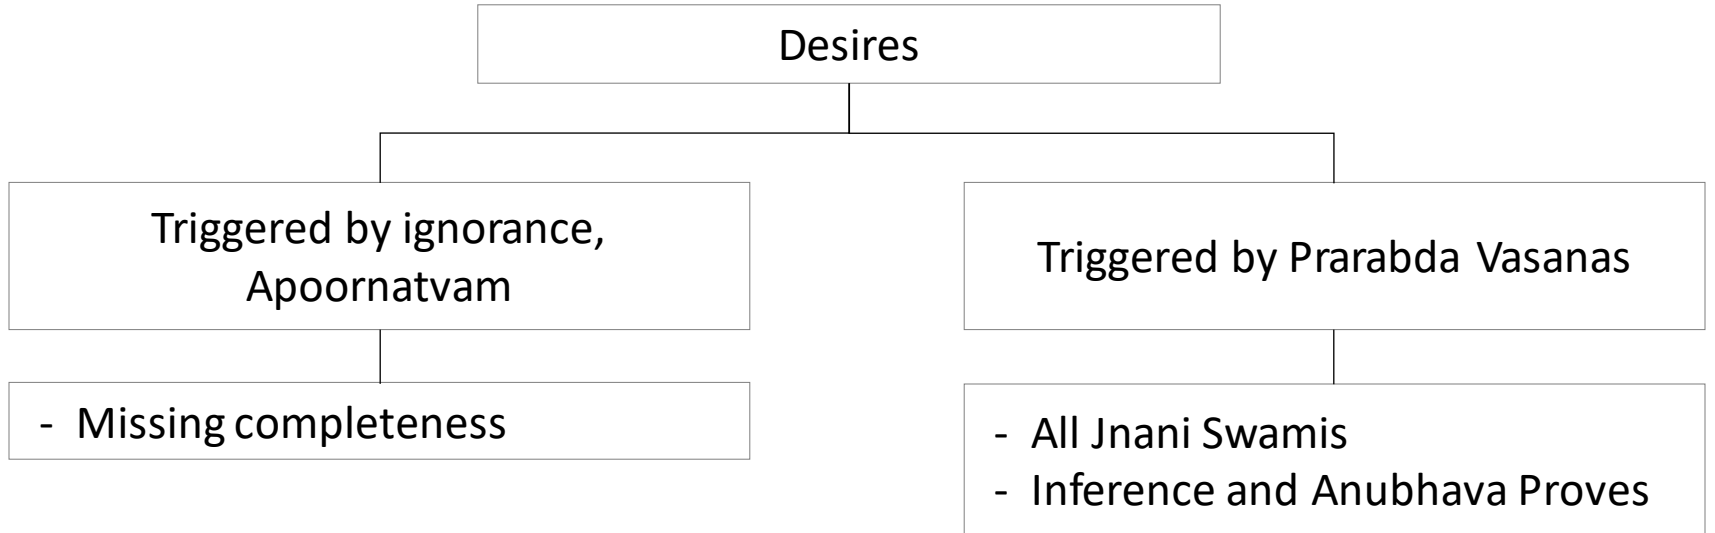 Desires
Triggered by ignorance,
Apoornatvam
Triggered by Prarabda Vasanas
- Missing completeness
- All Jnani Swamis
- Inference and Anubhava Proves